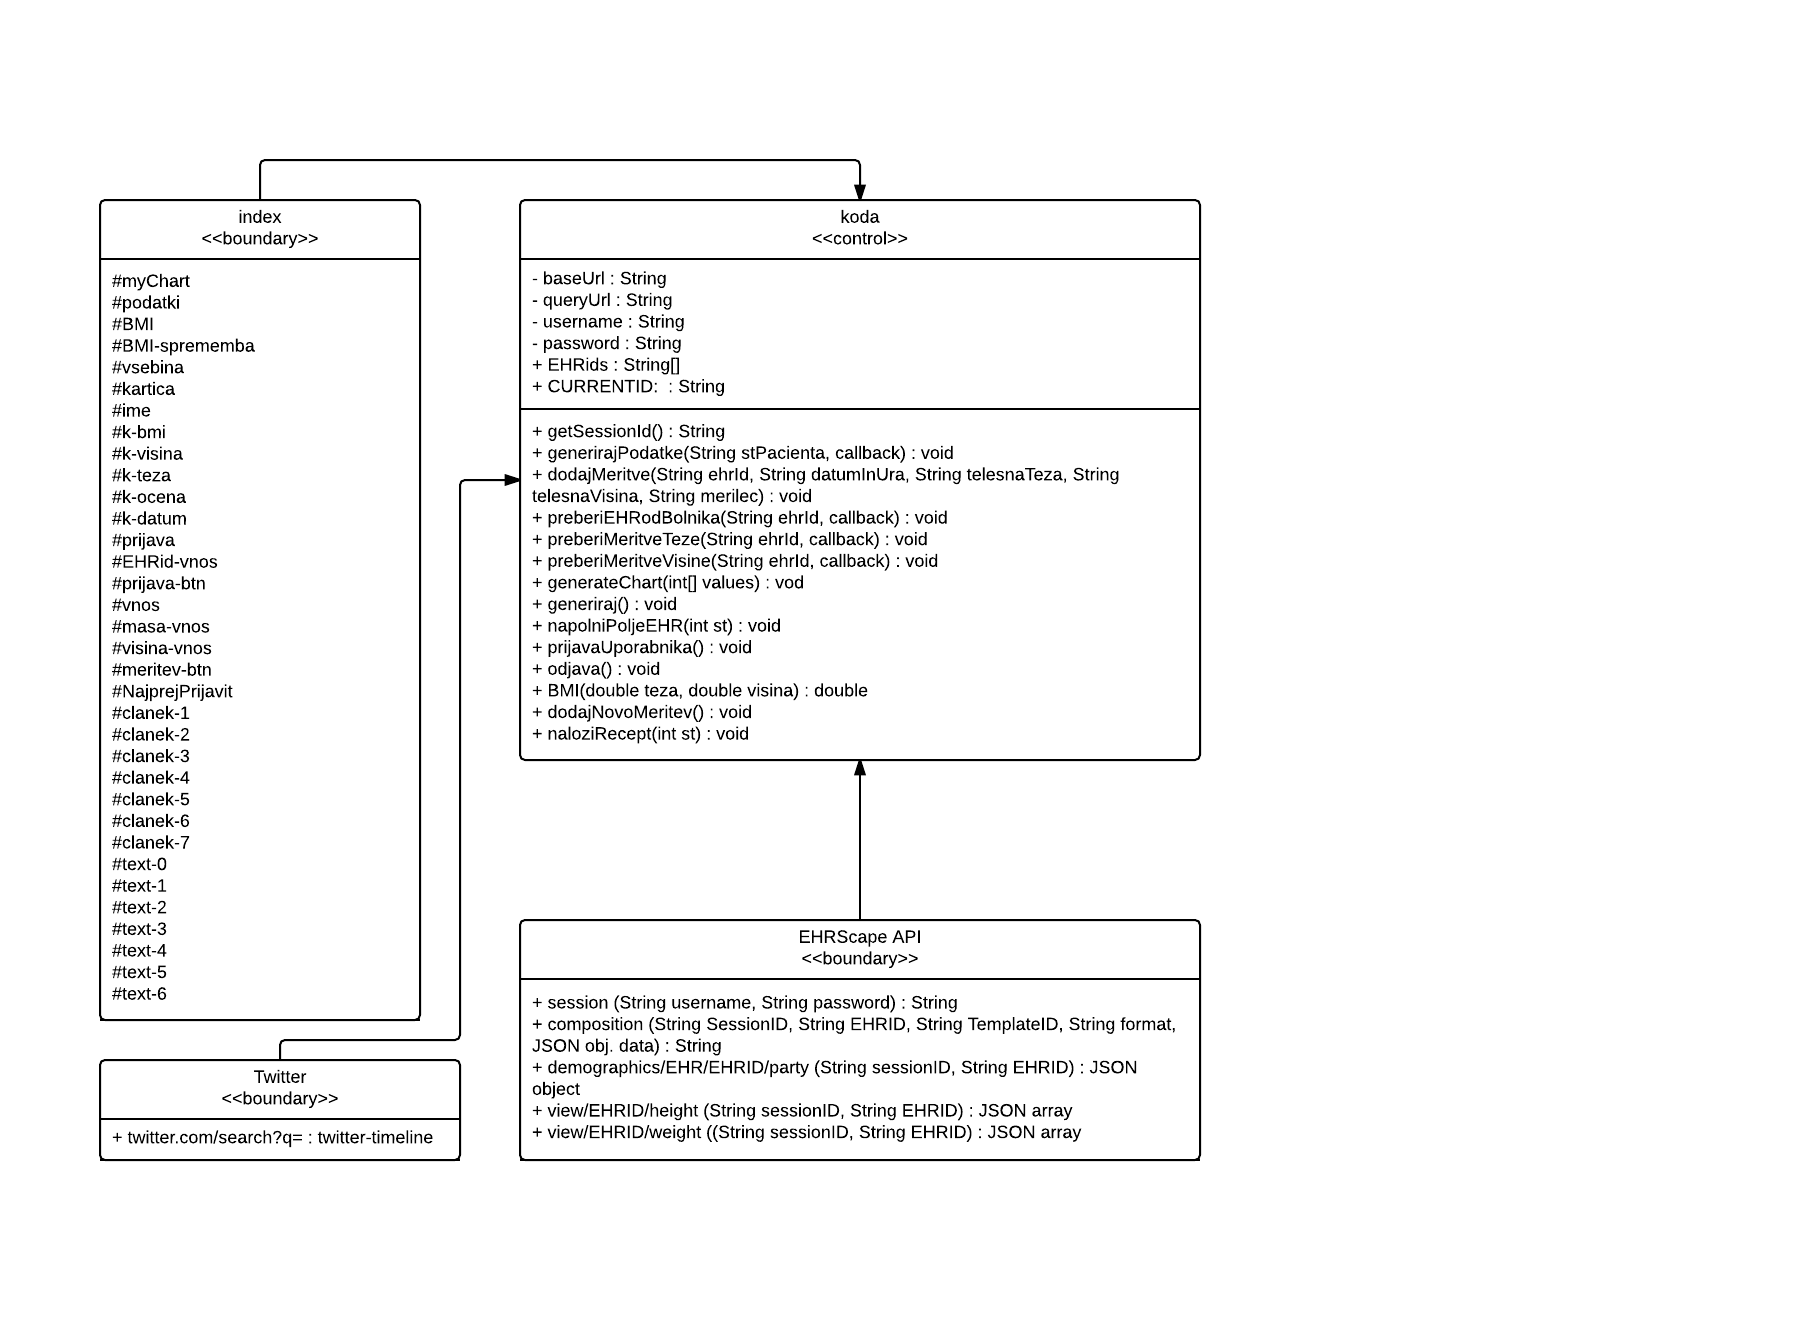 index
<<boundary>>
#myChart
#podatki
#BMI
#BMI-sprememba
#vsebina
#kartica
#ime
#k-bmi
#k-visina
#k-teza
#k-ocena
#k-datum
#prijava
#EHRid-vnos
#prijava-btn
#vnos
#masa-vnos
#visina-vnos
#meritev-btn
#NajprejPrijavit
#clanek-1
#clanek-2
#clanek-3
#clanek-4
#clanek-5
#clanek-6
#clanek-7
#text-0
#text-1
#text-2
#text-3
#text-4
#text-5
#text-6
koda
<<control>>
- baseUrl : String
- queryUrl : String
- username : String
- password : String
+ EHRids : String[]
+ CURRENTID:  : String
+ getSessionId() : String
+ generirajPodatke(String stPacienta, callback) : void
+ dodajMeritve(String ehrId, String datumInUra, String telesnaTeza, String
telesnaVisina, String merilec) : void
+ preberiEHRodBolnika(String ehrId, callback) : void
+ preberiMeritveTeze(String ehrId, callback) : void
+ preberiMeritveVisine(String ehrId, callback) : void
+ generateChart(int[] values) : vod
+ generiraj() : void
+ napolniPoljeEHR(int st) : void
+ prijavaUporabnika() : void
+ odjava() : void
+ BMI(double teza, double visina) : double
+ dodajNovoMeritev() : void
+ naloziRecept(int st) : void
Twitter
<<boundary>>
+ twitter.com/search?q= : twitter-timeline
EHRScape API
<<boundary>>
+ session (String username, String password) : String
+ composition (String SessionID, String EHRID, String TemplateID, String format,
JSON obj. data) : String
+ demographics/EHR/EHRID/party (String sessionID, String EHRID) : JSON
object
+ view/EHRID/height (String sessionID, String EHRID) : JSON array
+ view/EHRID/weight ((String sessionID, String EHRID) : JSON array